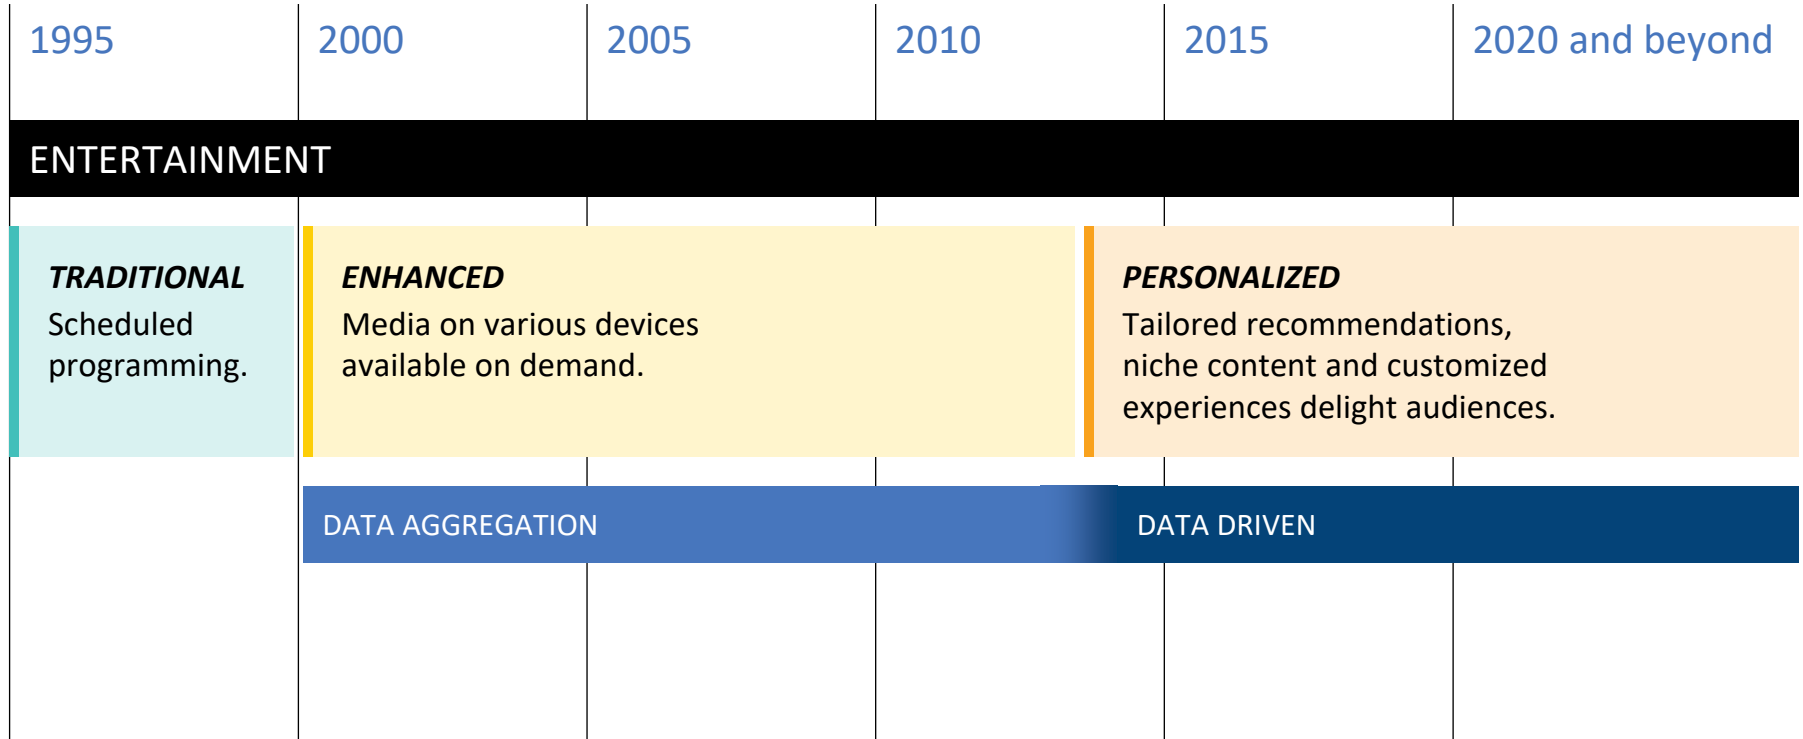 1995
2000
2005
2010
2015
2020 and beyond
ENTERTAINMENT
TRADITIONAL
Scheduled
programming.
ENHANCED
Media on various devices
available on demand.
PERSONALIZED
Tailored recommendations,
niche content and customized
experiences delight audiences.
DATA AGGREGATION
DATA DRIVEN